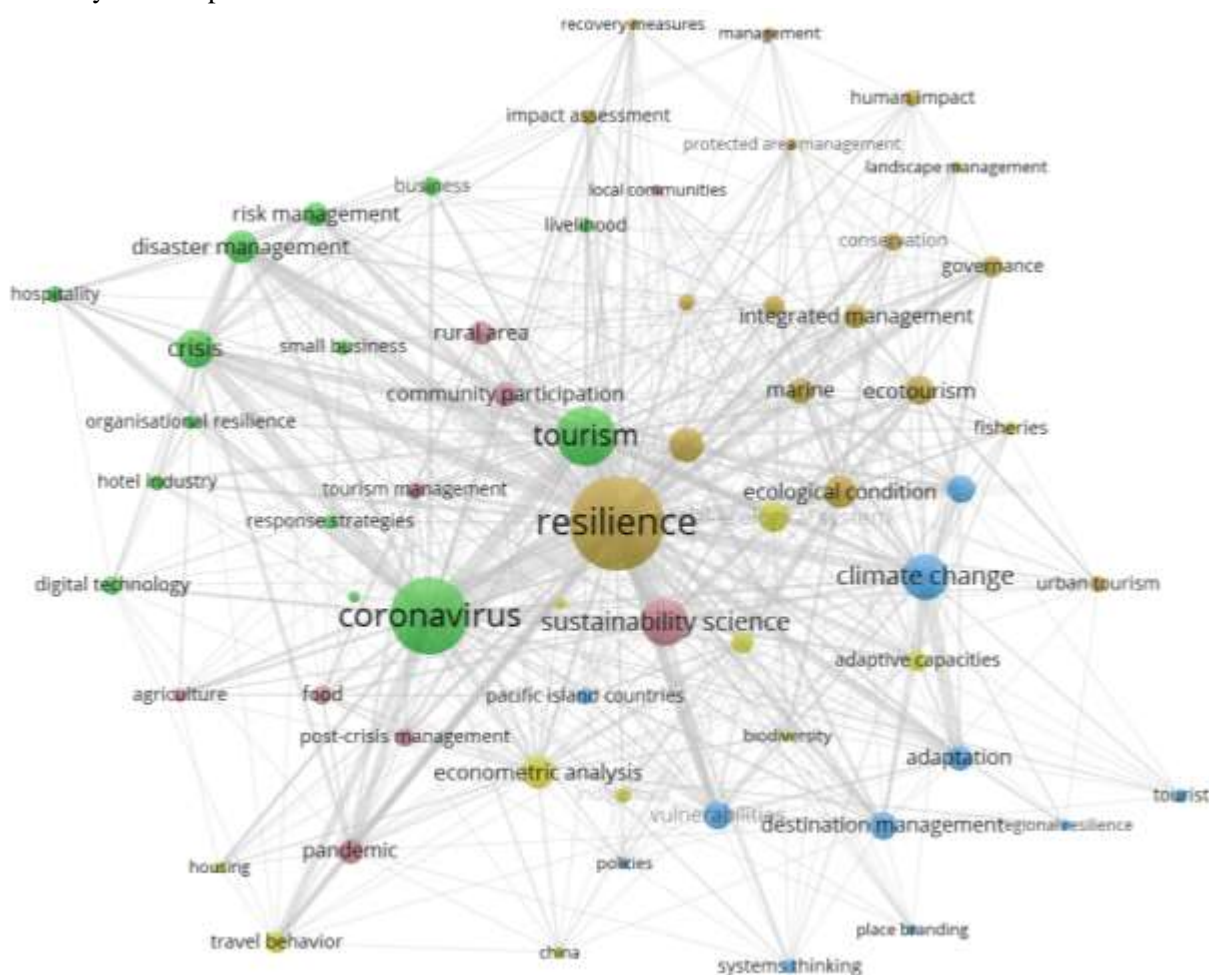 recovery measures
management
human impact
impact assessment
protected area management
landscape management
business
local communities
risk management
livelihood
disaster management
conservation
governance
hospitality
integrated management
rural area
crisis
small business
community participation
marine
ecotourism
organisational resilience
tourism
fisheries
hotel industry
tourism management
ecological condition
response strategies
resilience
climate change
digital technology
urban tourism
coronavirus
sustainability science
adaptive capacities
agriculture
food
pacific island countries
post-crisis management
biodiversity
adaptation
econometric analysis
tourist
vulnerabilities
destination management
regional resilience
pandemic
policies
housing
place branding
travel behavior
china
systems thinking